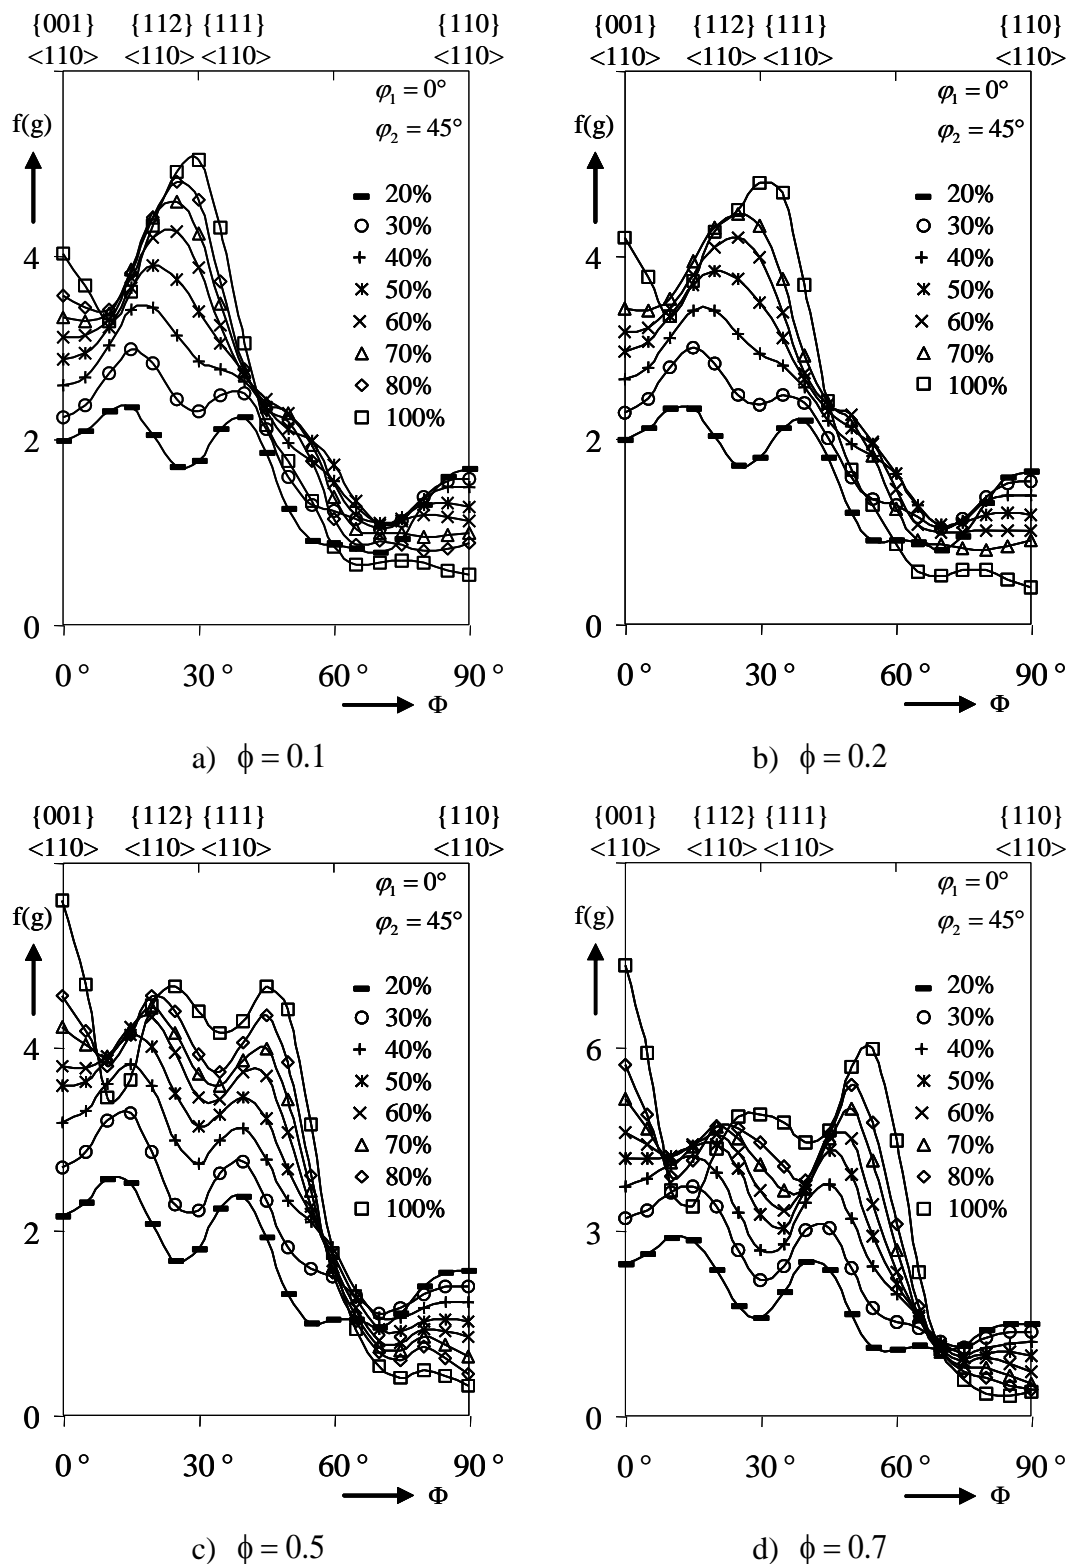 {001} {112} {111} {110}
<110> <110> <110> <110>
φ₁ = 0°
f(g)
φ₂ = 45°
20%
30%
4 40%
50%
60%
70%
80%
100%
2
0
0° 30° 60° 90°
Φ
a) ϕ = 0.1
{001} {112} {111} {110}
<110> <110> <110> <110>
φ₁ = 0°
f(g)
φ₂ = 45°
20%
30%
4 40%
50%
60%
70%
100%
2
0
0° 30° 60° 90°
Φ
b) ϕ = 0.2
{001} {112} {111} {110}
<110> <110> <110> <110>
φ₁ = 0°
f(g)
φ₂ = 45°
20%
30%
4 40%
50%
60%
70%
80%
100%
2
0
0° 30° 60° 90°
Φ
c) ϕ = 0.5
{001} {112} {111} {110}
<110> <110> <110> <110>
φ₁ = 0°
f(g)
φ₂ = 45°
20%
30%
6 40%
50%
60%
70%
80%
100%
3
0
0° 30° 60° 90°
Φ
d) ϕ = 0.7